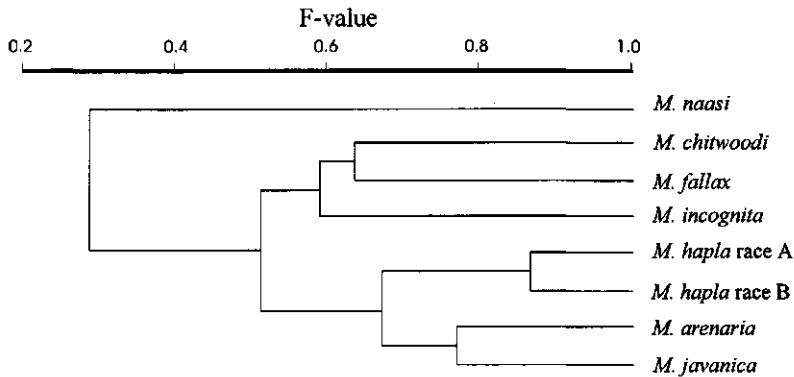 F-value
0.2 0.4 0.6 0.8 1.0
M. naasi
M. chitwoodi
M. fallax
M. incognita
M. hapla race A
M. hapla race B
M. arenaria
M. javanica